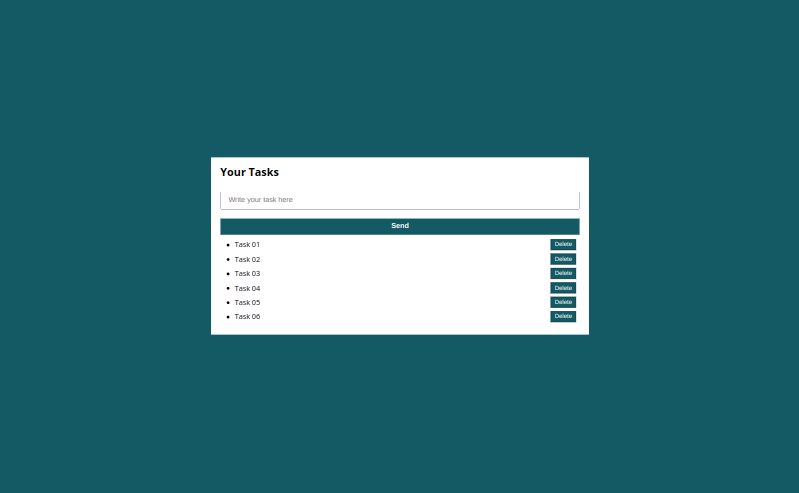 Your Tasks
Write your task here
Send
Task 01 Delete
Task 02 Delete
Task 03 Delete
Task 04 Delete
Task 05 Delete
Task 06 Delete